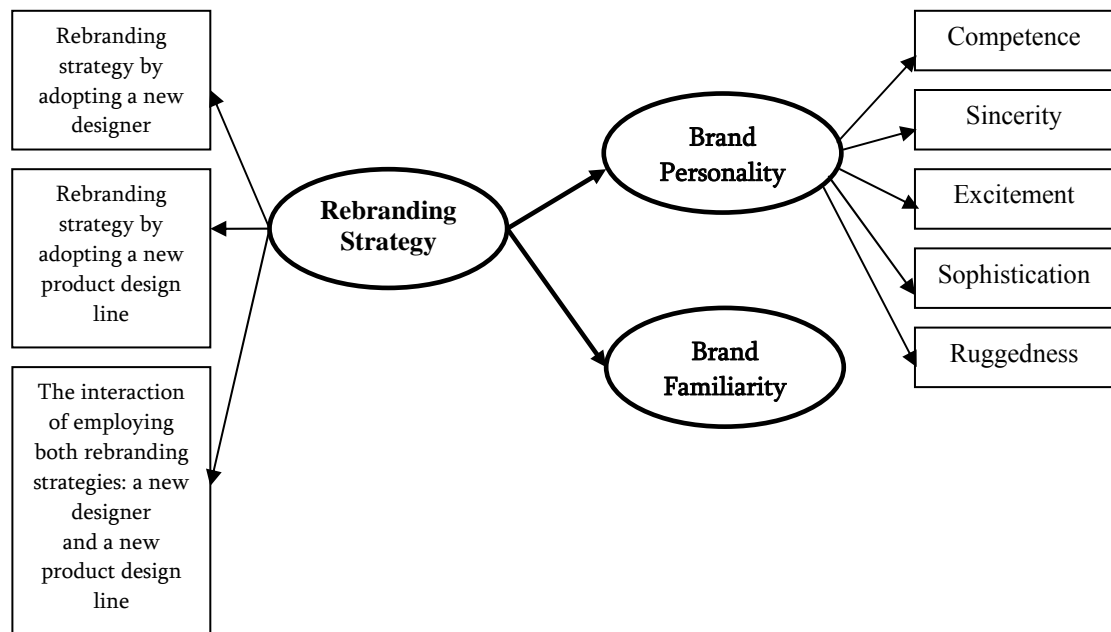 Rebranding
strategy by
adopting a new
designer
Rebranding
strategy by
adopting a new
product design
line
The interaction
of employing
both rebranding
strategies: a new
designer
and a new
product design
line
Rebranding
Strategy
Brand
Personality
Brand
Familiarity
Competence
Sincerity
Excitement
Sophistication
Ruggedness